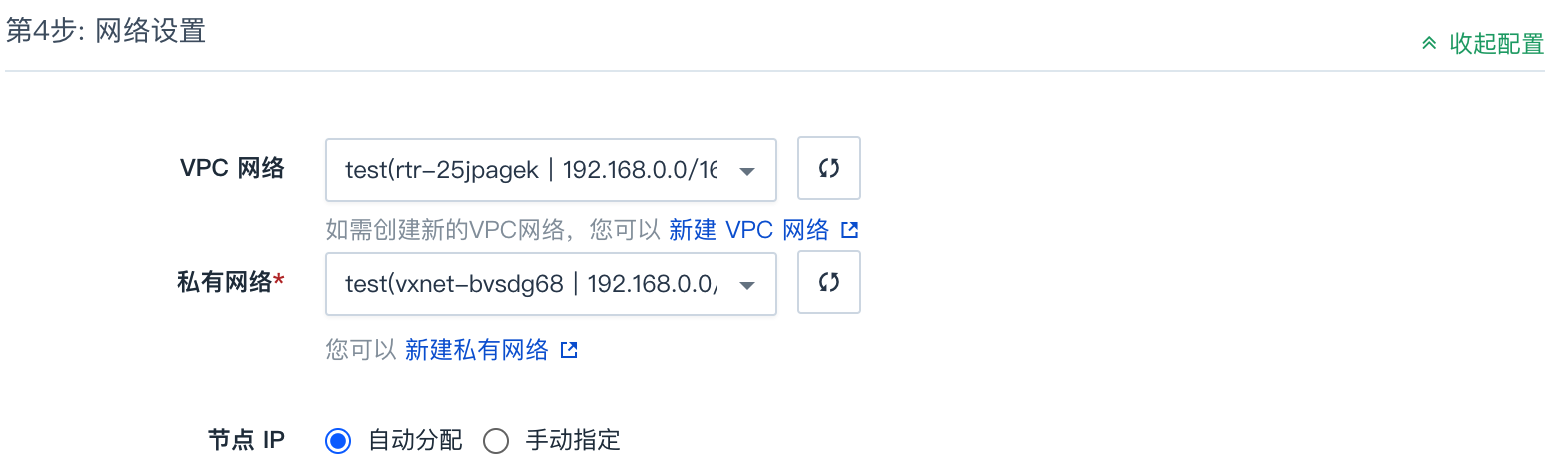 第4步: 网络设置
收起配置
VPC 网络
test(rtr-25jpagek | 192.168.0.0/16
如需创建新的VPC网络，您可以 新建 VPC 网络
私有网络*
test(vxnet-bvsdg68 | 192.168.0.0/
您可以 新建私有网络
节点 IP 自动分配 手动指定